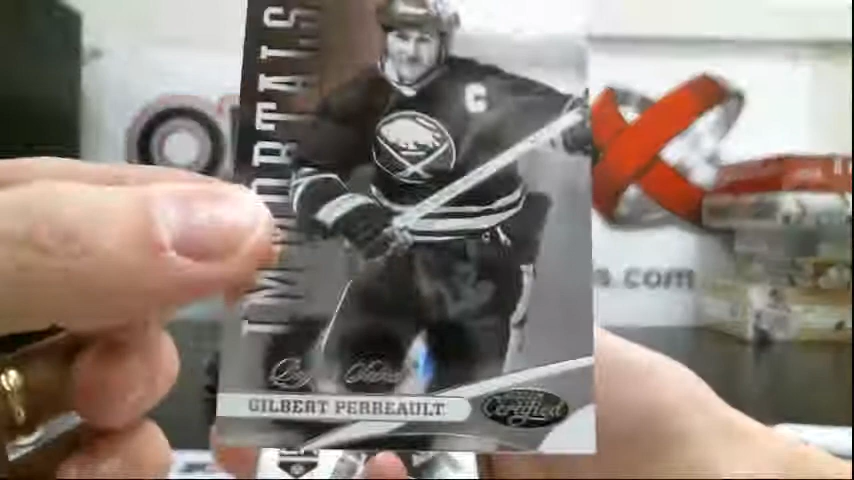 IMMORTALS
C
GILBERT PERREAULT
Certified
s.com